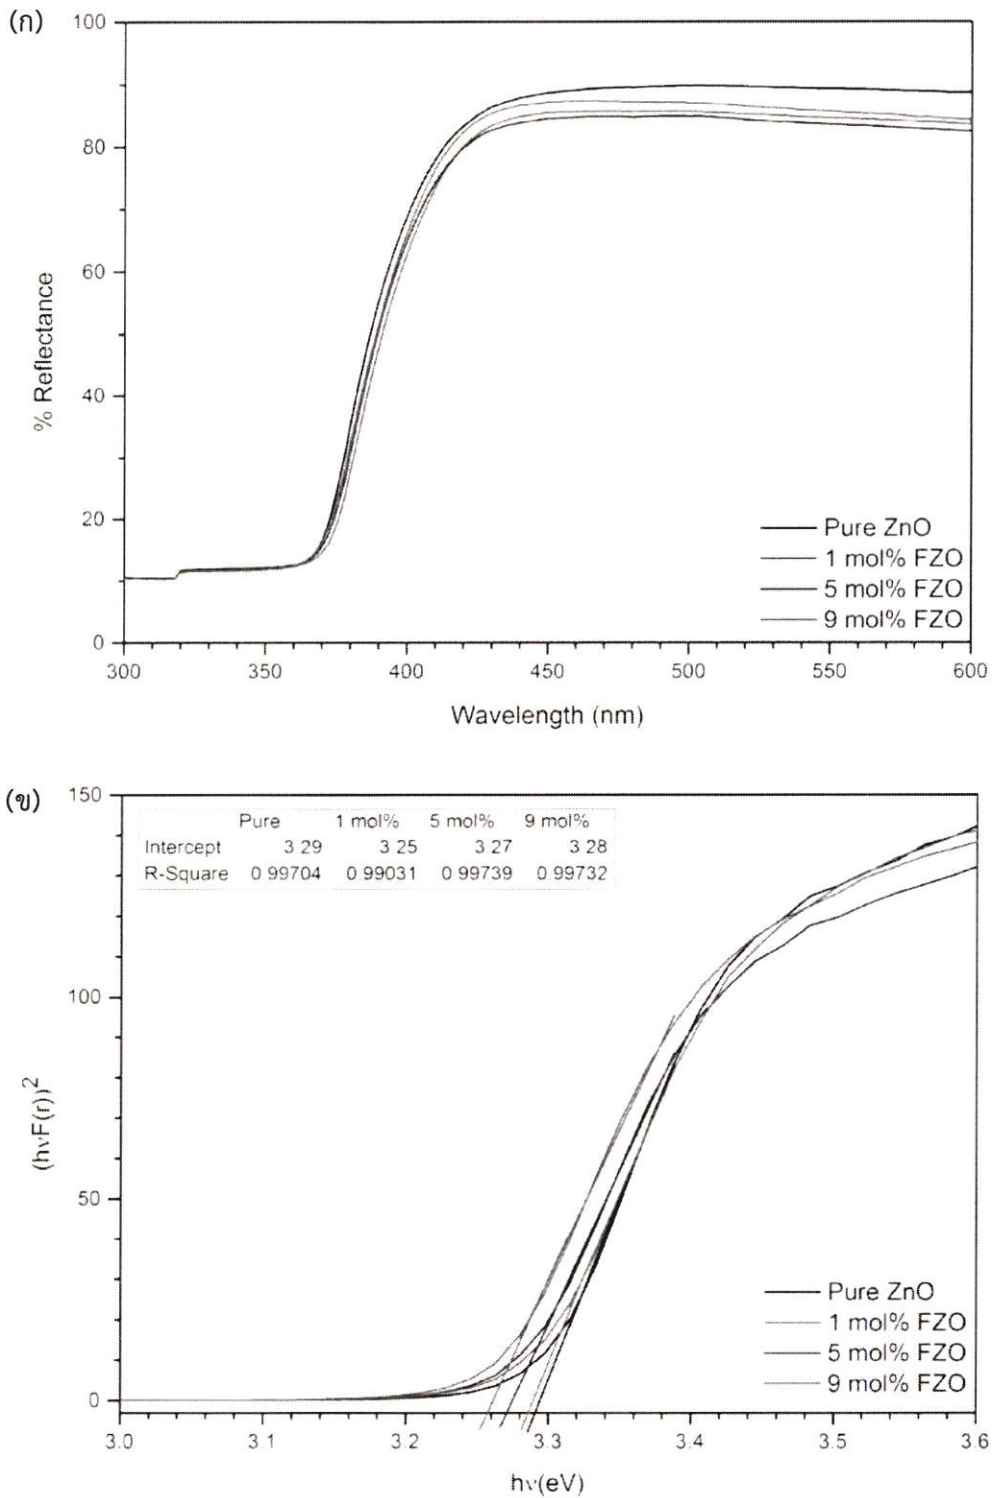 (ก)
100
80
60
40
20
0
% Reflectance
Pure ZnO
1 mol% FZO
5 mol% FZO
9 mol% FZO
300 350 400 450 500 550 600
Wavelength (nm)
(ข)
150
100
50
0
(hνF(r))²
Pure 1 mol% 5 mol% 9 mol%
Intercept 3.29 3.25 3.27 3.28
R-Square 0.99704 0.99031 0.99739 0.99732
Pure ZnO
1 mol% FZO
5 mol% FZO
9 mol% FZO
3.0 3.1 3.2 3.3 3.4 3.5 3.6
hν(eV)